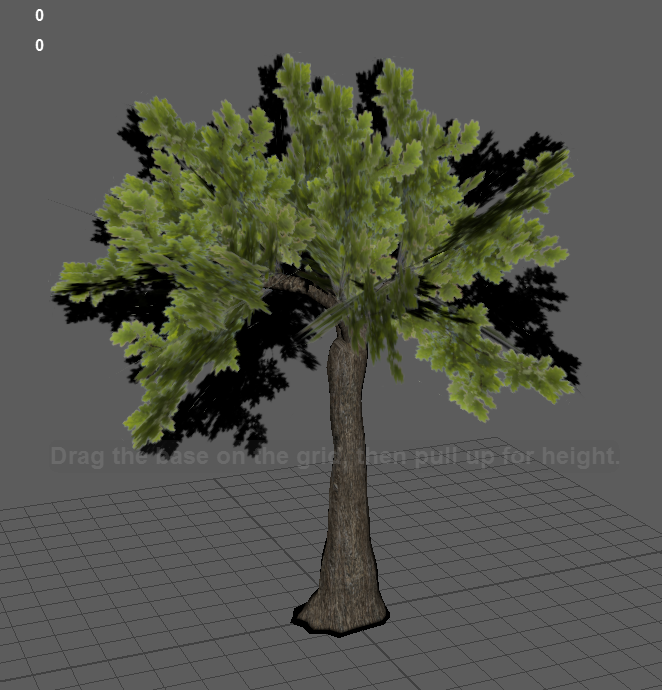 0
0
Drag the base on the grid, then pull up for height.